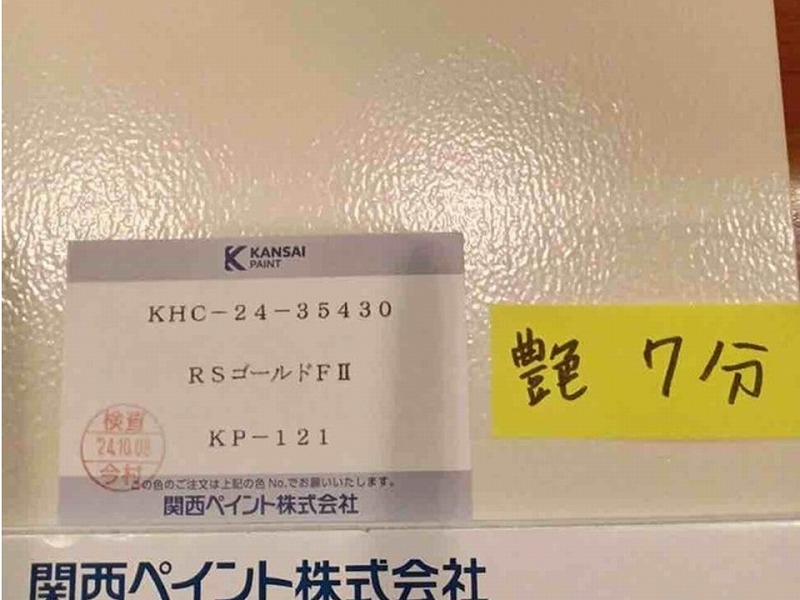 KANSAI
PAINT
KHC-24-35430
RSゴールドFⅡ
KP-121
検査
'24.10.08
今村
この色のご注文は上記の色No.でお願いいたします。
関西ペイント株式会社
艶 7分
関西ペイント株式会社